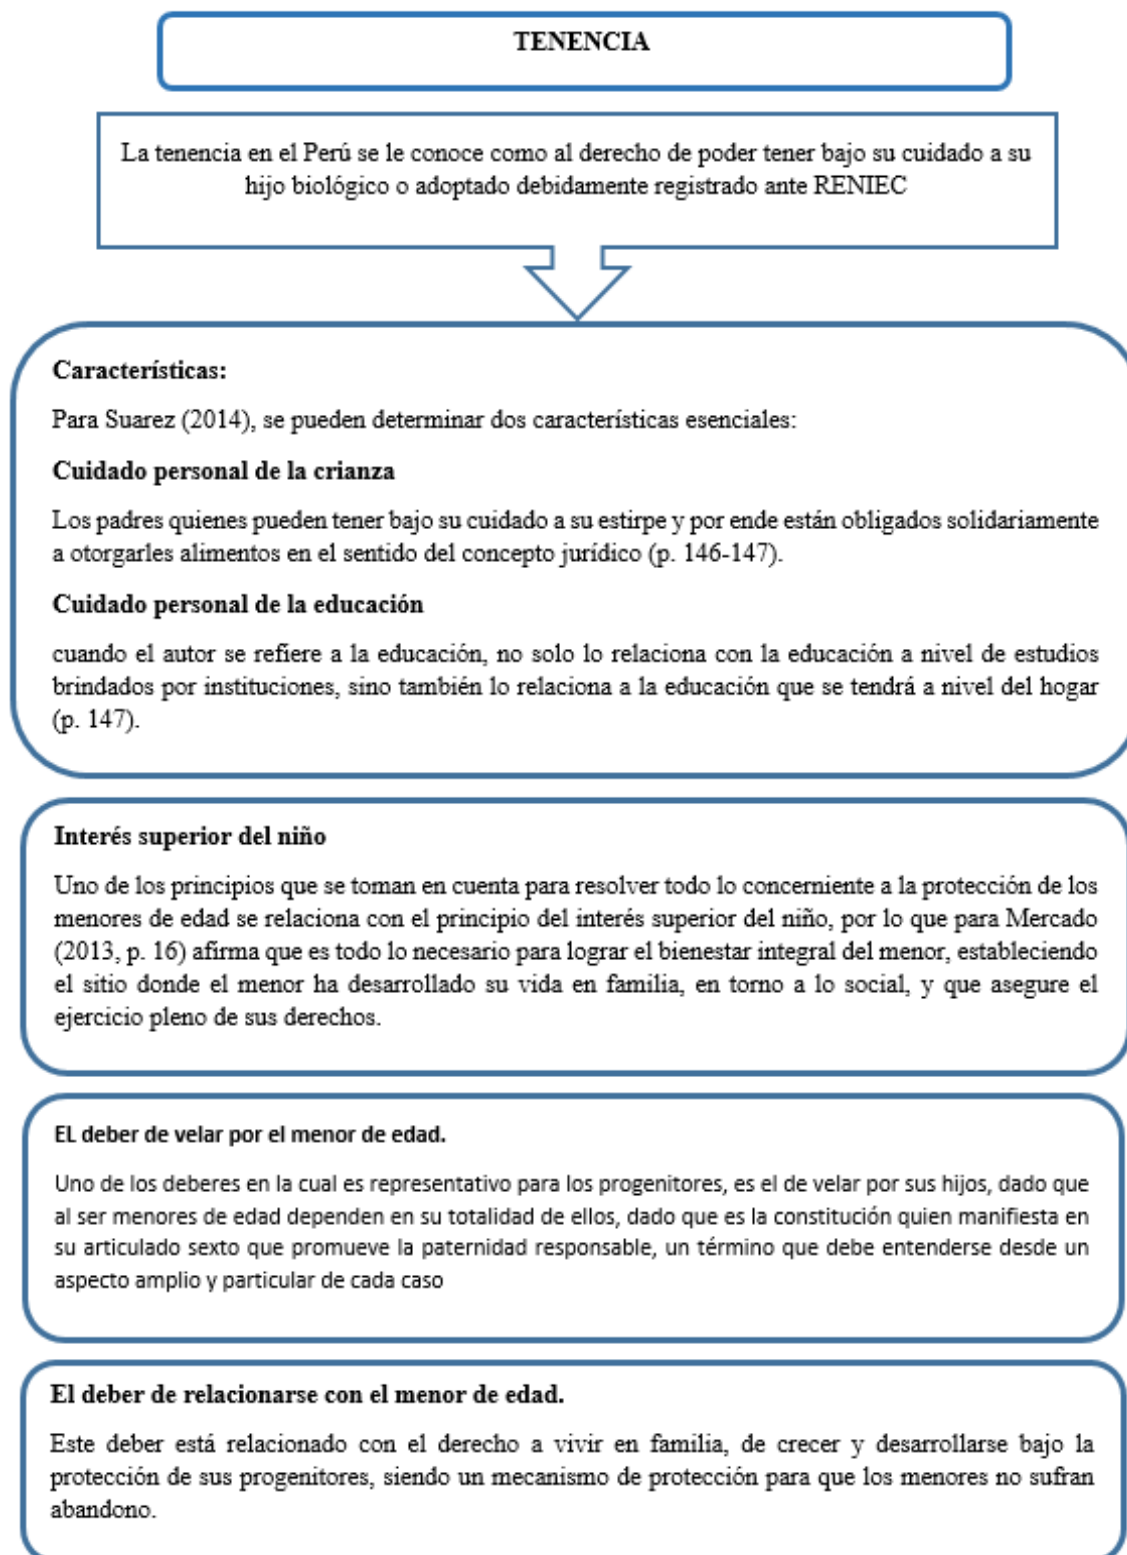 TENENCIA
La tenencia en el Perú se le conoce como al derecho de poder tener bajo su cuidado a su
hijo biológico o adoptado debidamente registrado ante RENIEC
Características:
Para Suarez (2014), se pueden determinar dos características esenciales:
Cuidado personal de la crianza
Los padres quienes pueden tener bajo su cuidado a su estirpe y por ende están obligados solidariamente
a otorgarles alimentos en el sentido del concepto jurídico (p. 146-147).
Cuidado personal de la educación
cuando el autor se refiere a la educación, no solo lo relaciona con la educación a nivel de estudios
brindados por instituciones, sino también lo relaciona a la educación que se tendrá a nivel del hogar
(p. 147).
Interés superior del niño
Uno de los principios que se toman en cuenta para resolver todo lo concerniente a la protección de los
menores de edad se relaciona con el principio del interés superior del niño, por lo que para Mercado
(2013, p. 16) afirma que es todo lo necesario para lograr el bienestar integral del menor, estableciendo
el sitio donde el menor ha desarrollado su vida en familia, en torno a lo social, y que asegure el
ejercicio pleno de sus derechos.
EL deber de velar por el menor de edad.
Uno de los deberes en la cual es representativo para los progenitores, es el de velar por sus hijos, dado que
al ser menores de edad dependen en su totalidad de ellos, dado que es la constitución quien manifiesta en
su articulado sexto que promueve la paternidad responsable, un término que debe entenderse desde un
aspecto amplio y particular de cada caso
El deber de relacionarse con el menor de edad.
Este deber está relacionado con el derecho a vivir en familia, de crecer y desarrollarse bajo la
protección de sus progenitores, siendo un mecanismo de protección para que los menores no sufran
abandono.